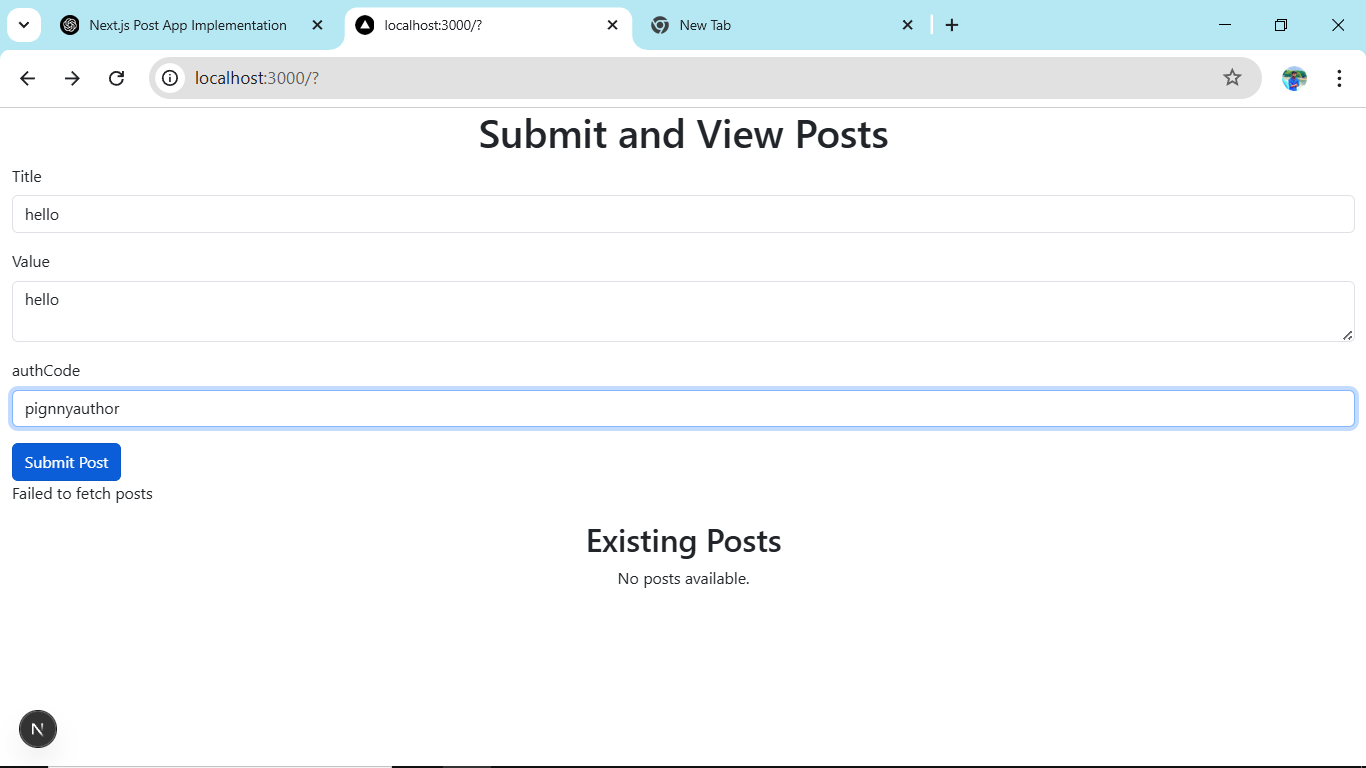 Next.js Post App Implementation
localhost:3000/?
New Tab
localhost:3000/?
Submit and View Posts
Title
hello
Value
hello
authCode
pignnyauthor
Submit Post
Failed to fetch posts
Existing Posts
No posts available.
N